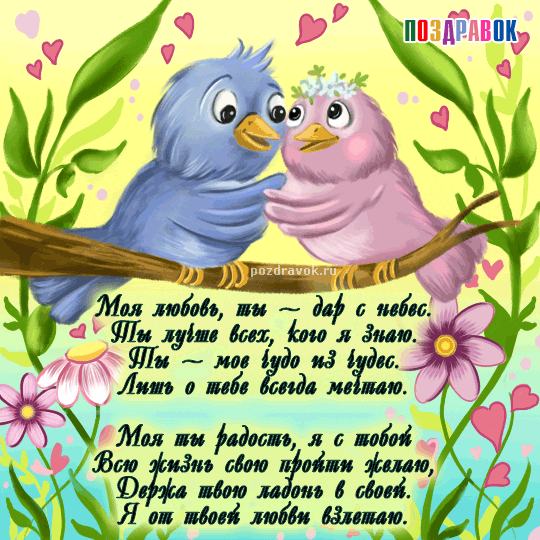 ПОЗДРАВОК
pozdravok.ru
Моя любовь, ты – дар с небес.
Ты лучше всех, кого я знаю.
Ты – мое чудо из чудес.
Лишь о тебе всегда мечтаю.
Моя ты радость, я с тобой
Всю жизнь свою пройти желаю,
Держа твою ладонь в своей.
Я от твоей любви взлетаю.